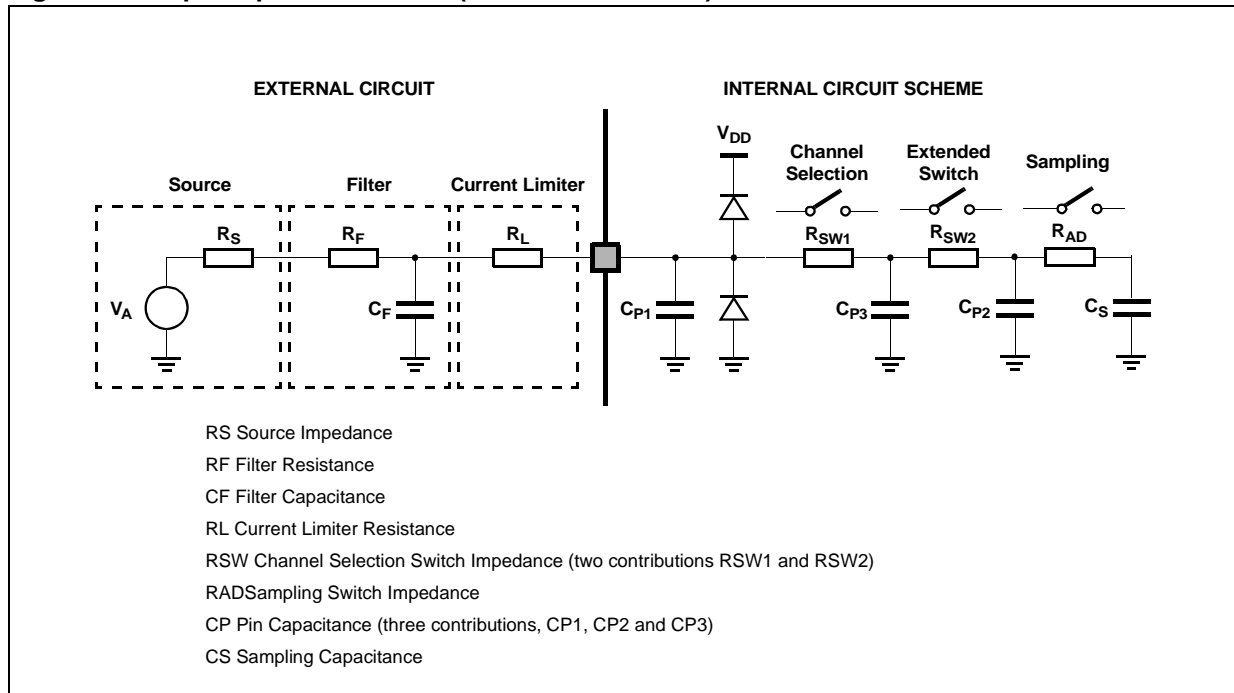 EXTERNAL CIRCUIT
INTERNAL CIRCUIT SCHEME
VDD
Channel
Selection
Extended
Switch
Sampling
Source
Filter
Current Limiter
RS
RF
RL
RSW1
RSW2
RAD
VA
CF
CP1
CP3
CP2
CS
RS Source Impedance
RF Filter Resistance
CF Filter Capacitance
RL Current Limiter Resistance
RSW Channel Selection Switch Impedance (two contributions RSW1 and RSW2)
RADSampling Switch Impedance
CP Pin Capacitance (three contributions, CP1, CP2 and CP3)
CS Sampling Capacitance